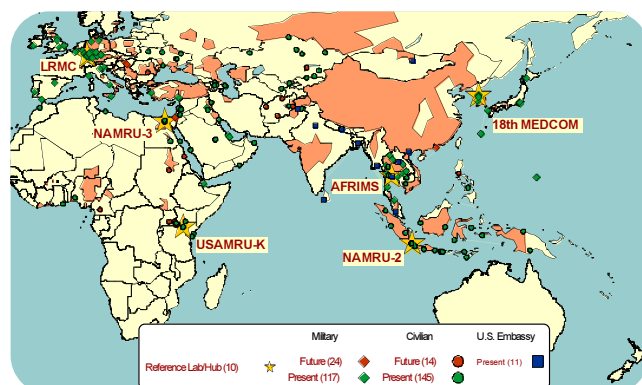 LRMC
NAMRU-3
18th MEDCOM
AFRIMS
USAMRU-K
NAMRU-2
Military Civilian U.S. Embassy
Reference Lab/Hub (10) Future (24) Future (14) Present (11)
Present (117) Present (145)